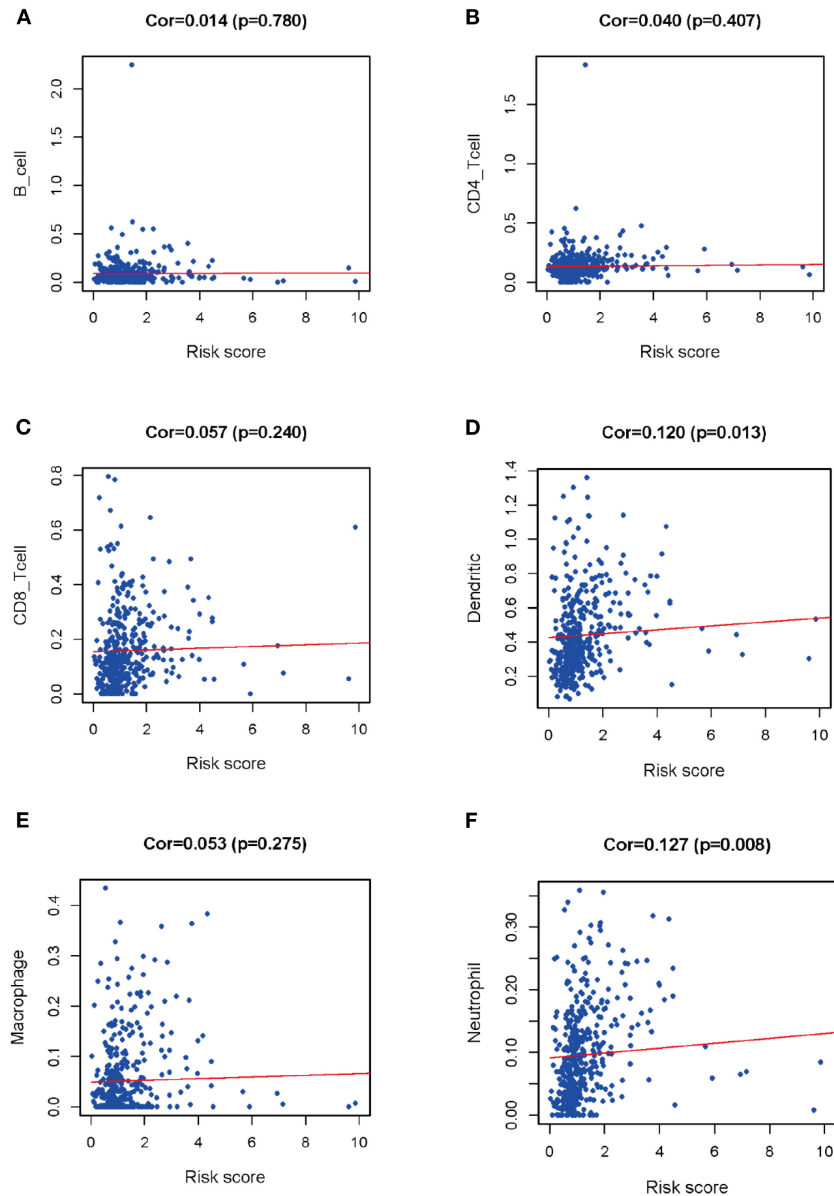 A
Cor=0.014 (p=0.780)
B_cell
2.0
1.5
1.0
0.5
0.0
0 2 4 6 8 10
Risk score
B
Cor=0.040 (p=0.407)
CD4_Tcell
1.5
1.0
0.5
0.0
0 2 4 6 8 10
Risk score
C
Cor=0.057 (p=0.240)
CD8_Tcell
0.8
0.6
0.4
0.2
0.0
0 2 4 6 8 10
Risk score
D
Cor=0.120 (p=0.013)
Dendritic
1.4
1.2
1.0
0.8
0.6
0.4
0.2
0 2 4 6 8 10
Risk score
E
Cor=0.053 (p=0.275)
Macrophage
0.4
0.3
0.2
0.1
0.0
0 2 4 6 8 10
Risk score
F
Cor=0.127 (p=0.008)
Neutrophil
0.30
0.20
0.10
0.00
0 2 4 6 8 10
Risk score